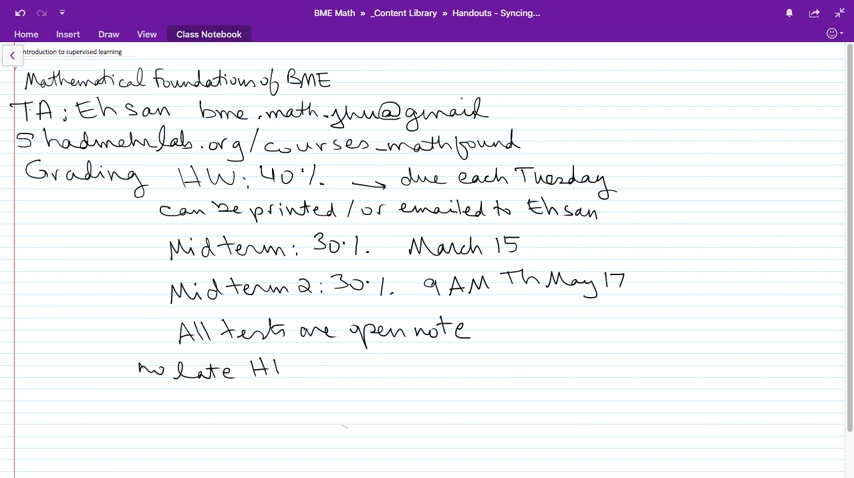 BME Math » _Content Library » Handouts - Syncing...
Home Insert Draw View Class Notebook
Introduction to supervised learning
Mathematical Foundations of BME
TA: Ehsan bme.math.jhu@gmail
Shadmehrlab.org/courses_mathfound
Grading HW: 40% → due each Tuesday
can be printed/or emailed to Ehsan
Midterm: 30%. March 15
Midterm 2: 30%. 9AM Th May 17
All tests are open note
no late HI